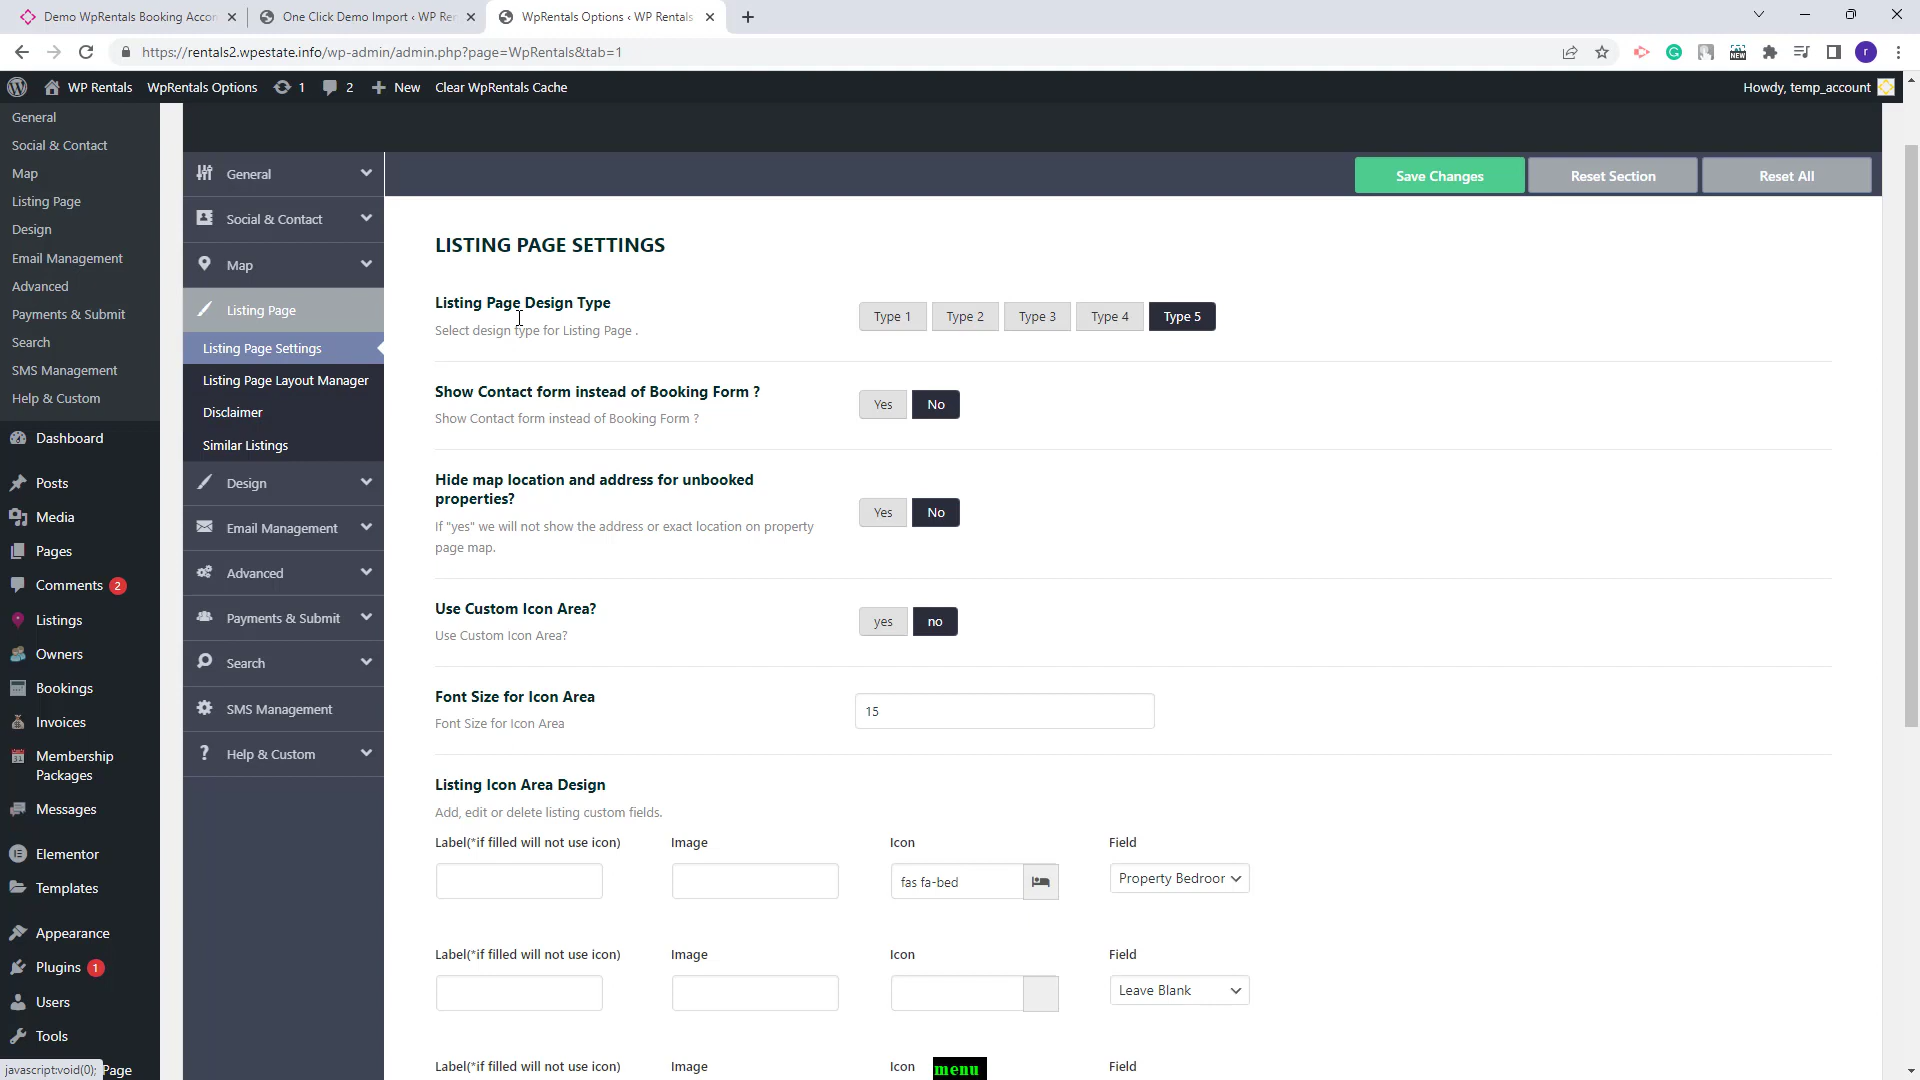 Demo WpRentals Booking Accor
One Click Demo Import ‹ WP Ren
WpRentals Options ‹ WP Rentals
https://rentals2.wpestate.info/wp-admin/admin.php?page=WpRentals&tab=1
NEW
r
WP Rentals
WpRentals Options
1
2
New
Clear WpRentals Cache
Howdy, temp_account
General
Social & Contact
Map
Listing Page
Design
Email Management
Advanced
Payments & Submit
Search
SMS Management
Help & Custom
Dashboard
Posts
Media
Pages
Comments 2
Listings
Owners
Bookings
Invoices
Membership
Packages
Messages
Elementor
Templates
Appearance
Plugins 1
Users
Tools
javascript:void(0);
Page
General
Social & Contact
Map
Listing Page
Listing Page Settings
Listing Page Layout Manager
Disclaimer
Similar Listings
Design
Email Management
Advanced
Payments & Submit
Search
SMS Management
Help & Custom
Save Changes
Reset Section
Reset All
LISTING PAGE SETTINGS
Listing Page Design Type
Select design type for Listing Page .
Type 1
Type 2
Type 3
Type 4
Type 5
Show Contact form instead of Booking Form ?
Show Contact form instead of Booking Form ?
Yes
No
Hide map location and address for unbooked
properties?
If "yes" we will not show the address or exact location on property
page map.
Yes
No
Use Custom Icon Area?
Use Custom Icon Area?
yes
no
Font Size for Icon Area
Font Size for Icon Area
15
Listing Icon Area Design
Add, edit or delete listing custom fields.
Label(*if filled will not use icon)
Image
Icon
Field
fas fa-bed
Property Bedroor
Label(*if filled will not use icon)
Image
Icon
Field
Leave Blank
Label(*if filled will not use icon)
Image
Icon
menu
Field